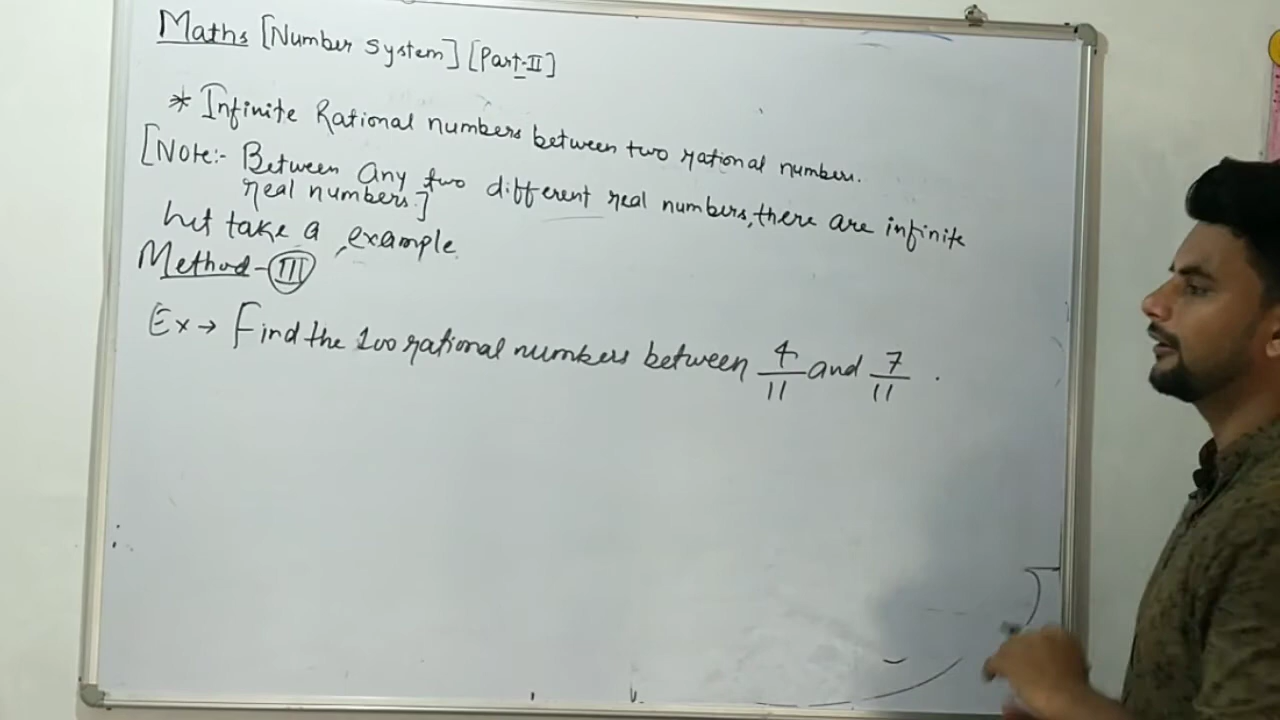 Maths [Number System] [Part-II]
* Infinite Rational numbers between two rational numbers.
[Note:- Between any two different real numbers, there are infinite
real numbers.]
let take a example.
Method-III
Ex→ Find the 100 rational numbers between 4/11 and 7/11.